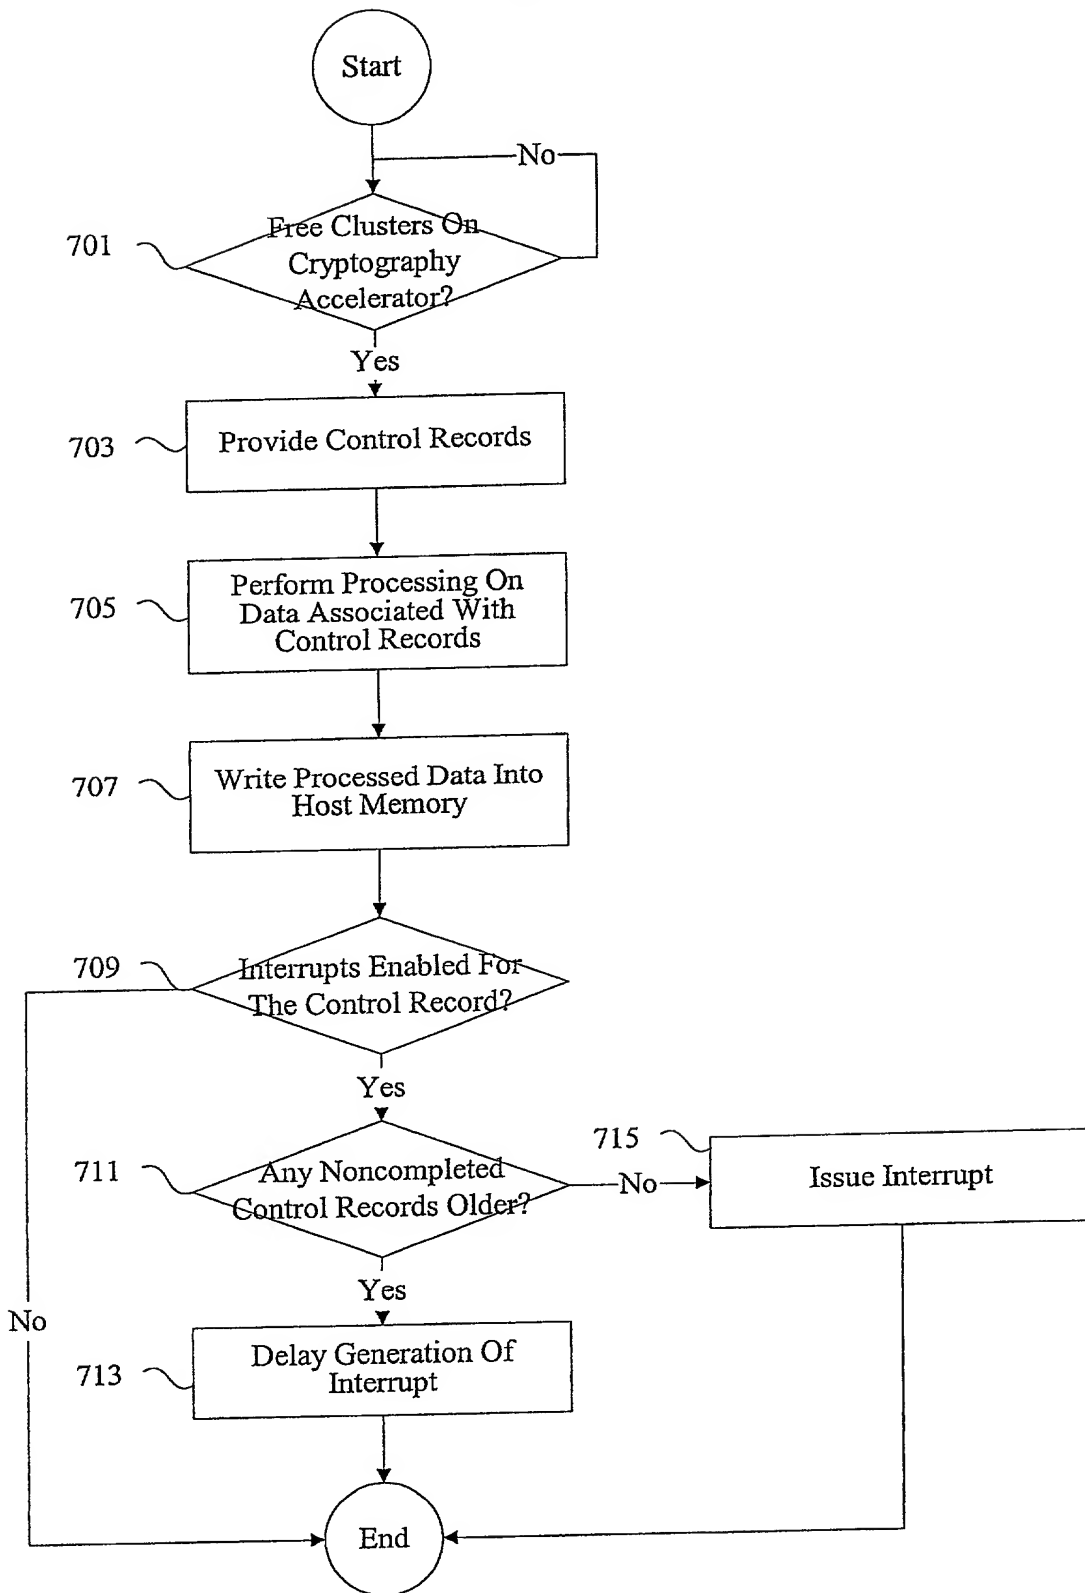 Start
No
701
Free Clusters On
Cryptography
Accelerator?
Yes
703
Provide Control Records
705
Perform Processing On
Data Associated With
Control Records
707
Write Processed Data Into
Host Memory
709
Interrupts Enabled For
The Control Record?
Yes
711
Any Noncompleted
Control Records Older?
No
715
Issue Interrupt
Yes
No
713
Delay Generation Of
Interrupt
End